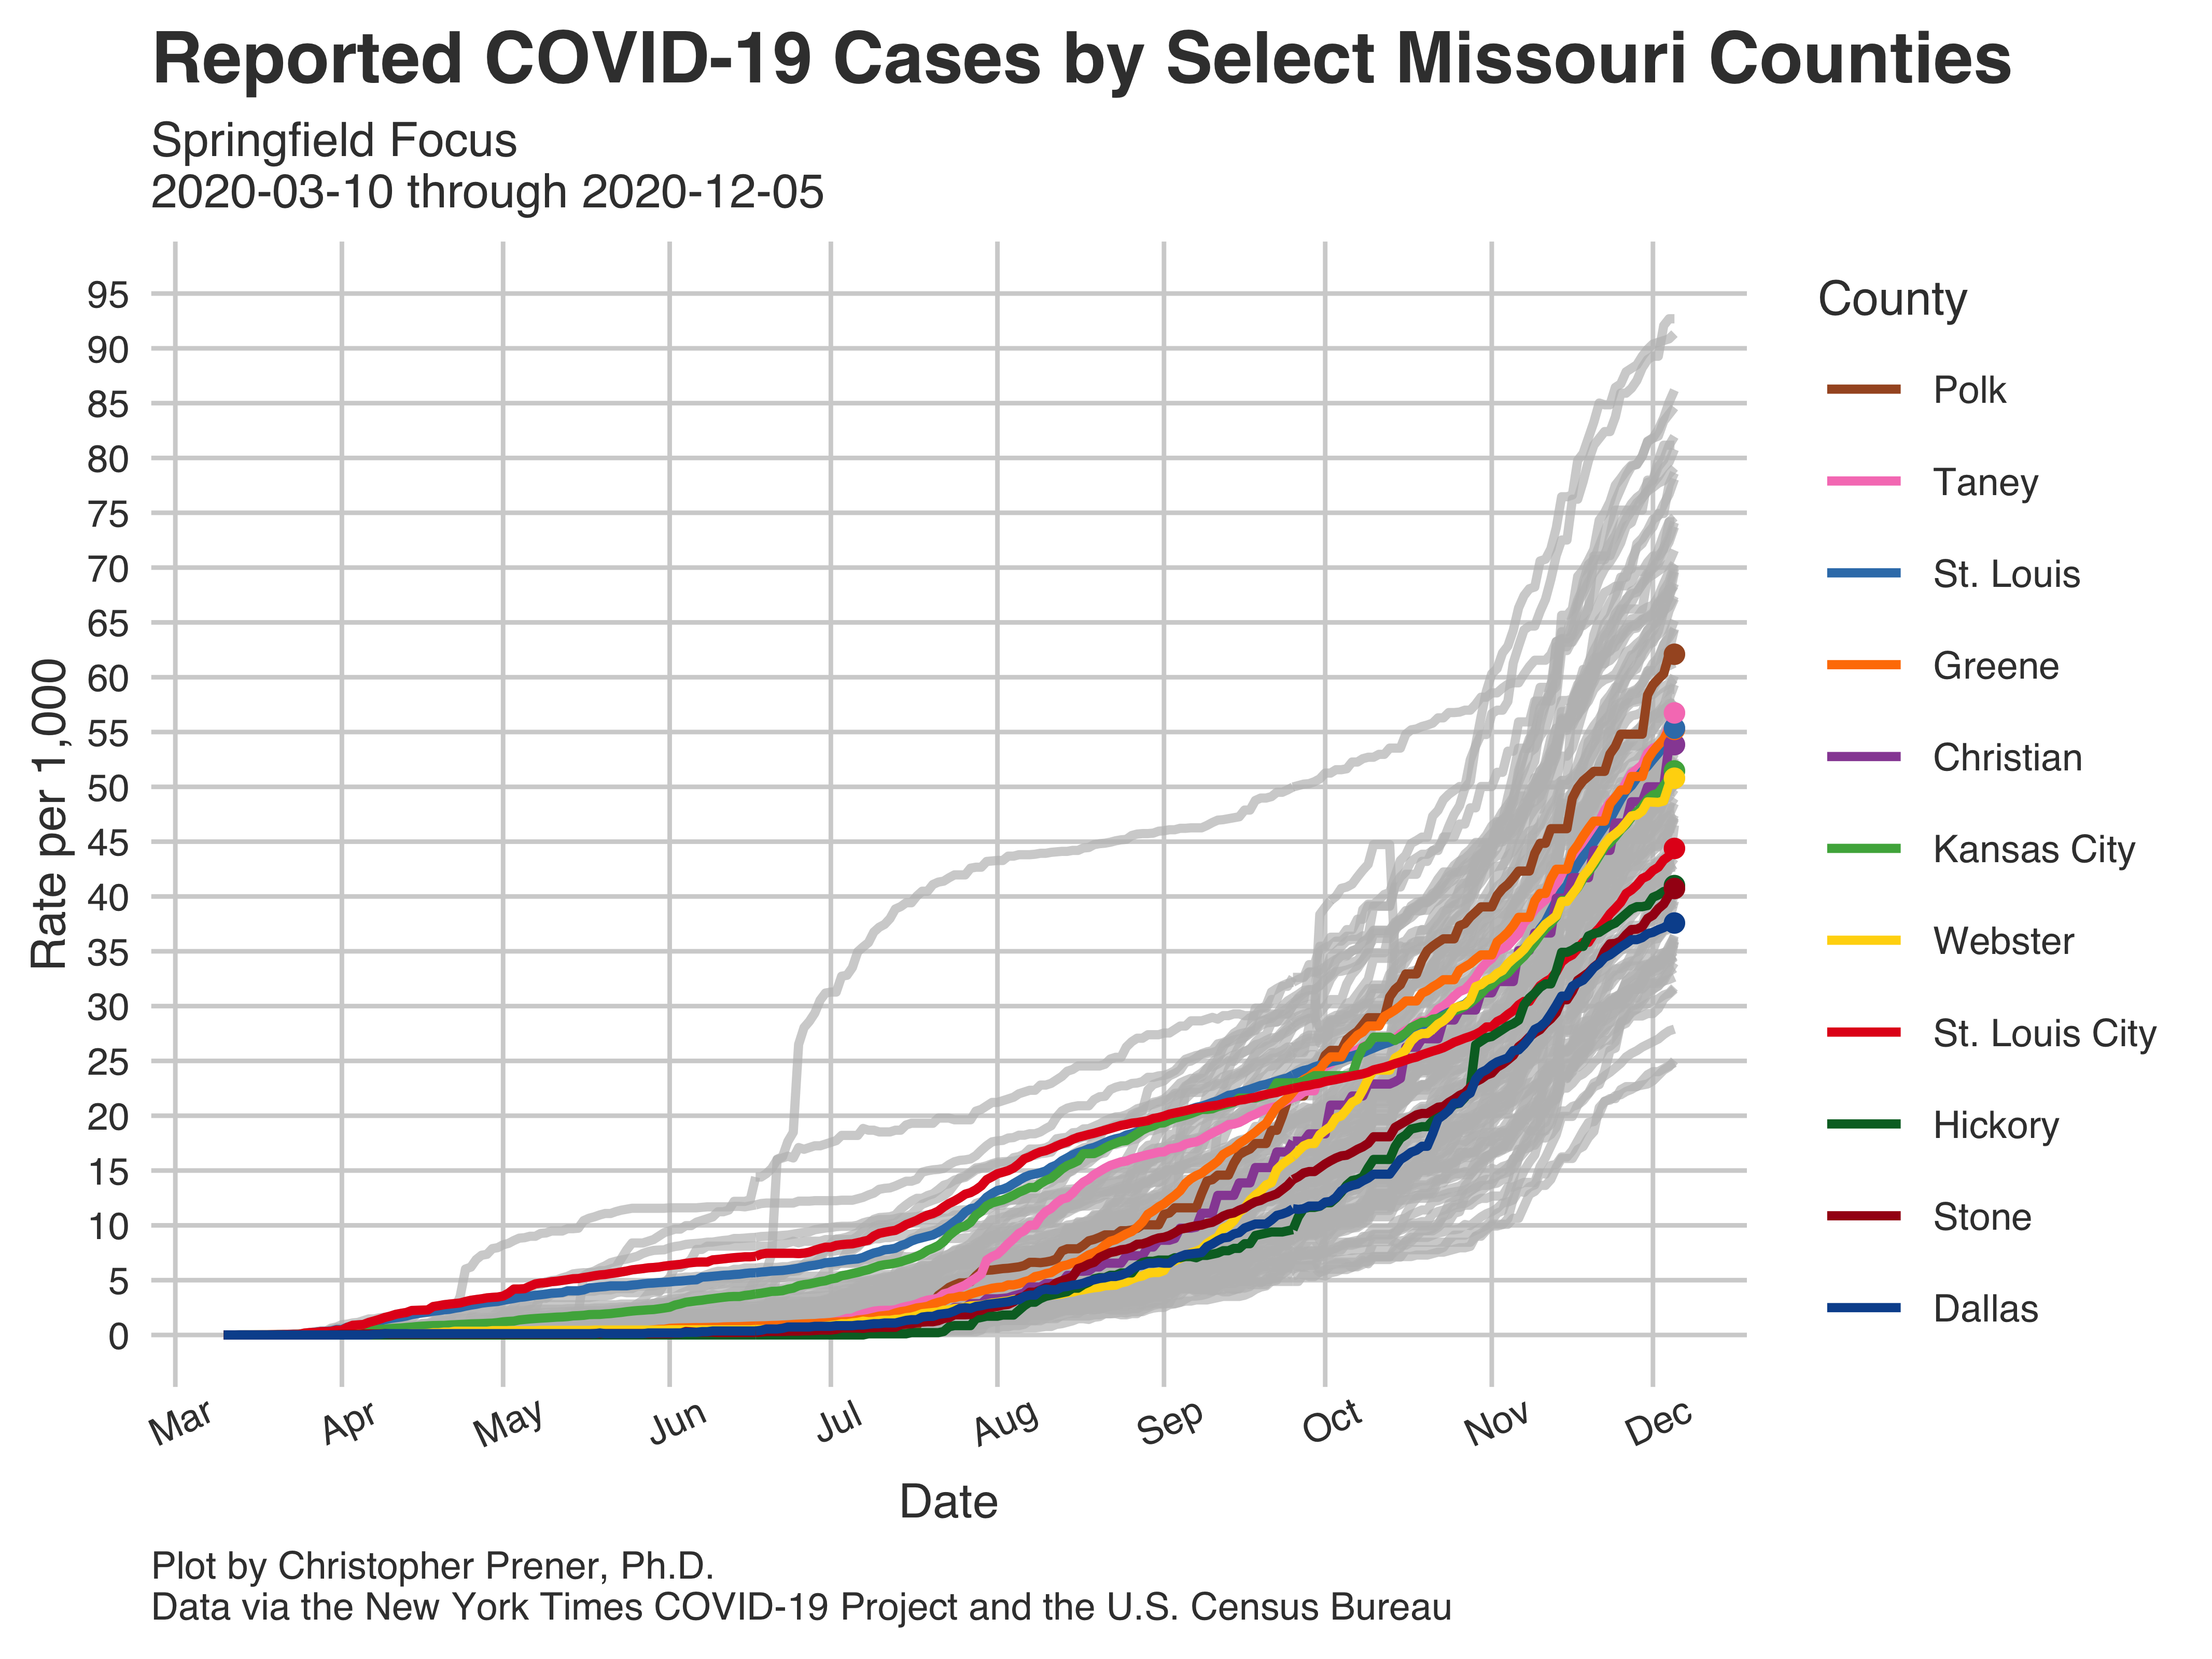 Reported COVID-19 Cases by Select Missouri Counties
Springfield Focus
2020-03-10 through 2020-12-05
Rate per 1,000
95
90
85
80
75
70
65
60
55
50
45
40
35
30
25
20
15
10
5
0
Mar
Apr
May
Jun
Jul
Aug
Sep
Oct
Nov
Dec
Date
County
Polk
Taney
St. Louis
Greene
Christian
Kansas City
Webster
St. Louis City
Hickory
Stone
Dallas
Plot by Christopher Prener, Ph.D.
Data via the New York Times COVID-19 Project and the U.S. Census Bureau